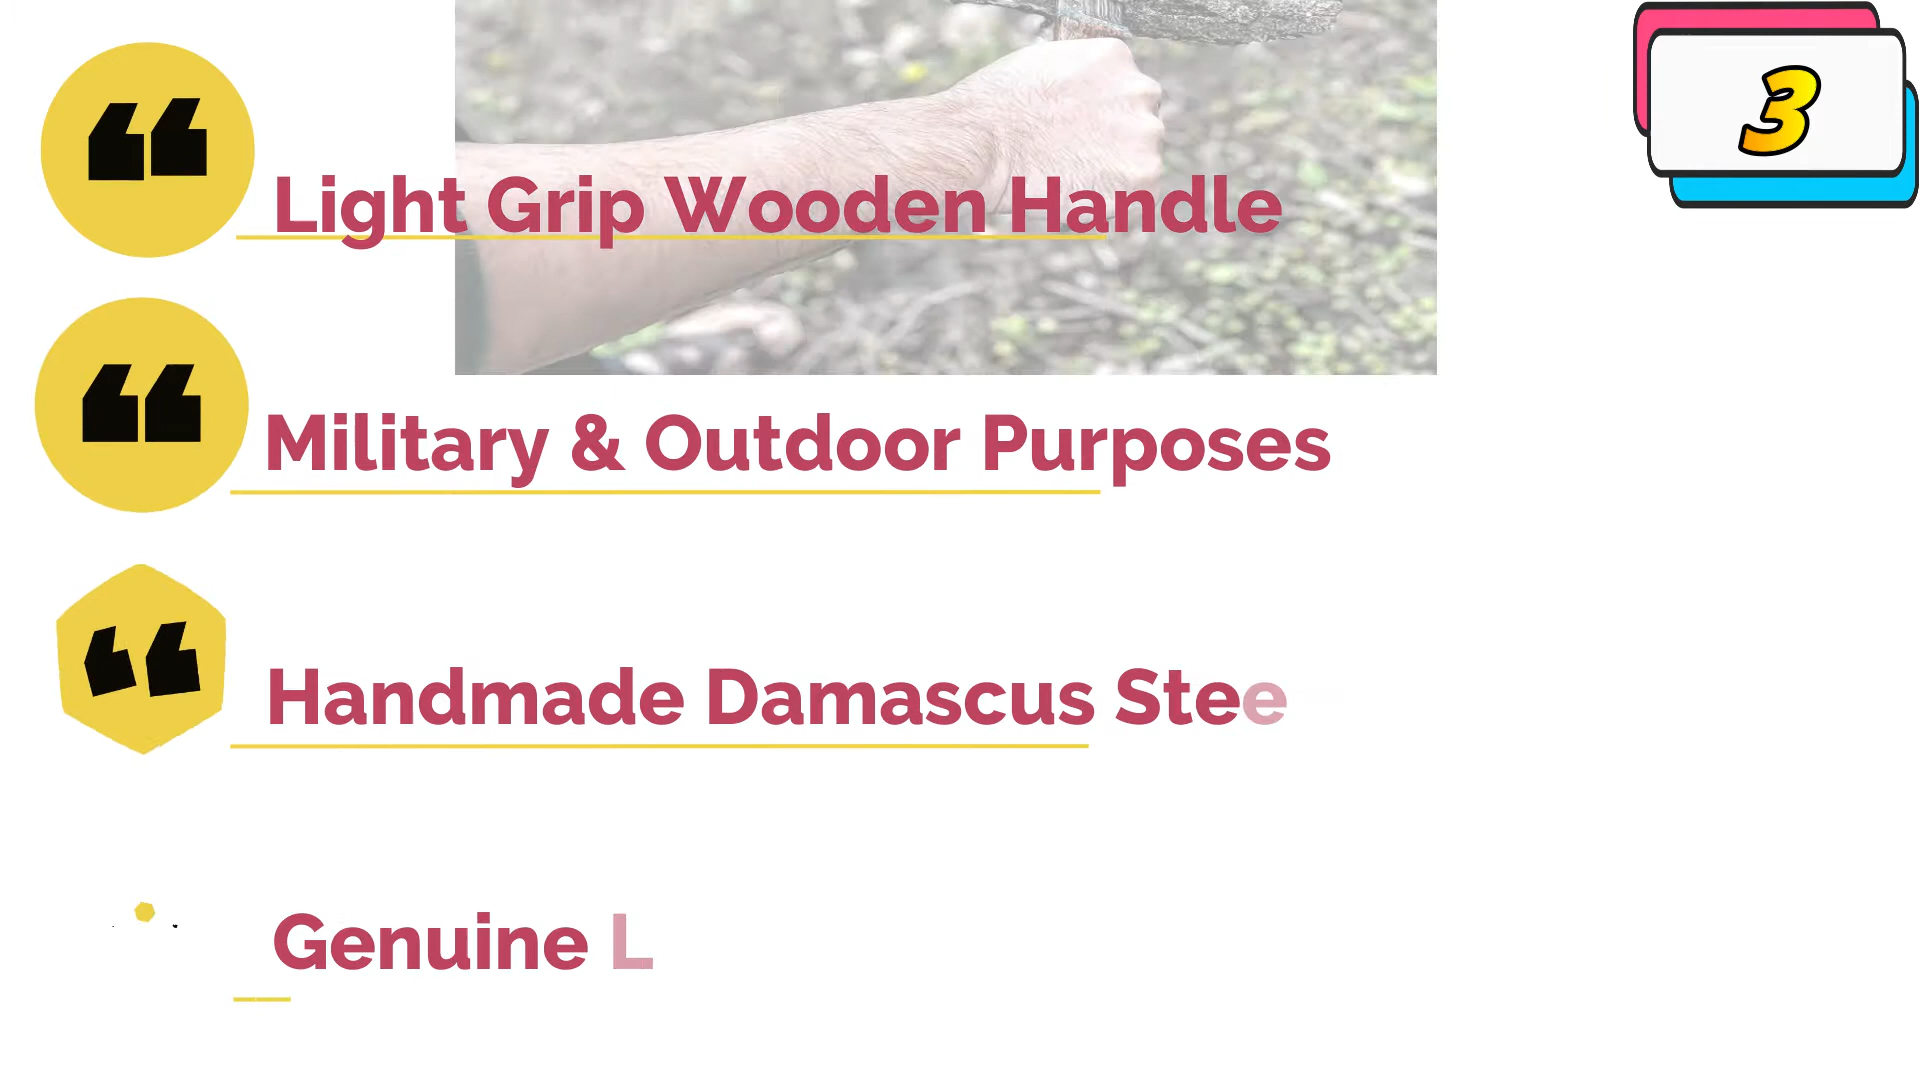 3
“ Light Grip Wooden Handle
“ Military & Outdoor Purposes
“ Handmade Damascus Stee
Genuine L